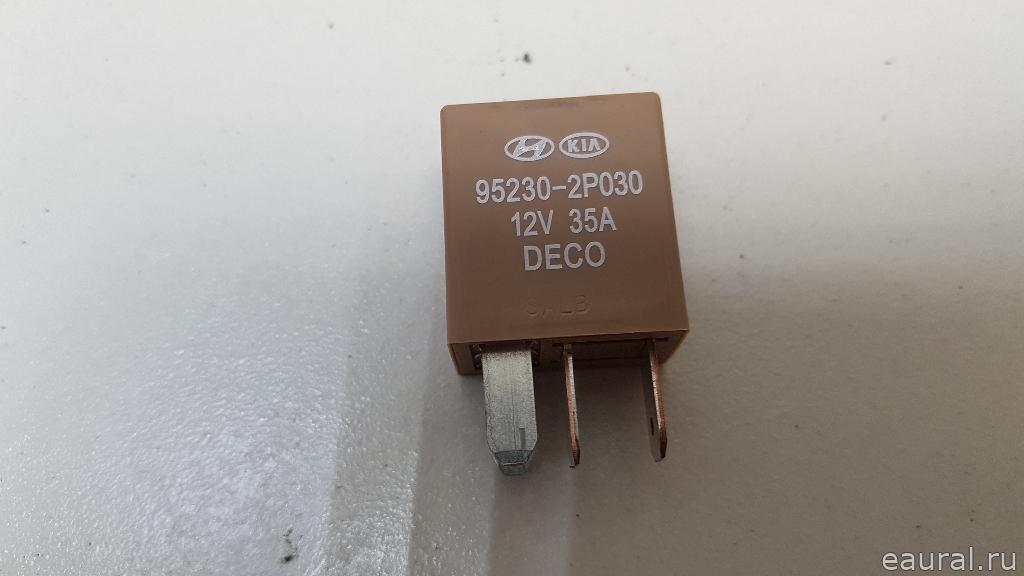 KIA
95230-2P030
12V 35A
DECO
eaural.ru